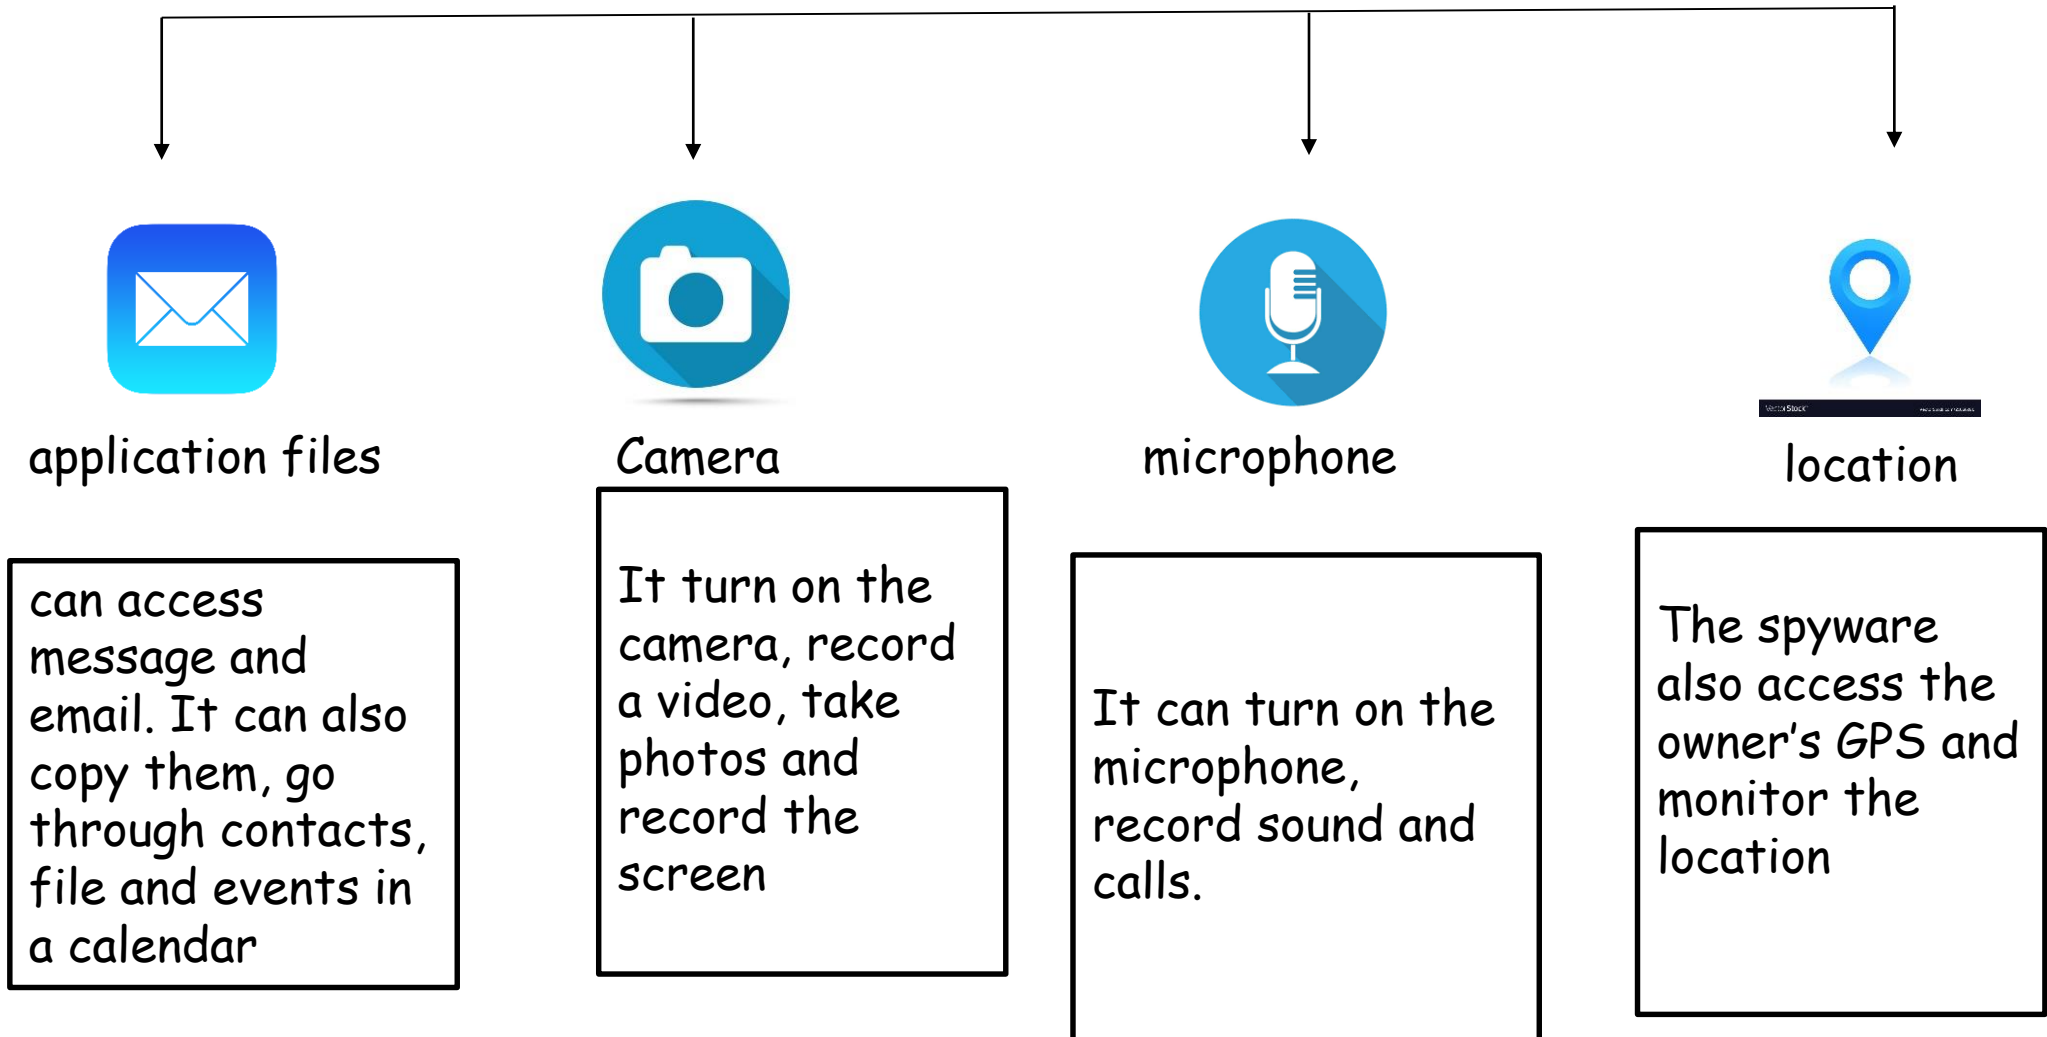 application files
can access
message and
email. It can also
copy them, go
through contacts,
file and events in
a calendar
Camera
It turn on the
camera, record
a video, take
photos and
record the
screen
microphone
It can turn on the
microphone,
record sound and
calls.
VectorStock
location
The spyware
also access the
owner's GPS and
monitor the
location